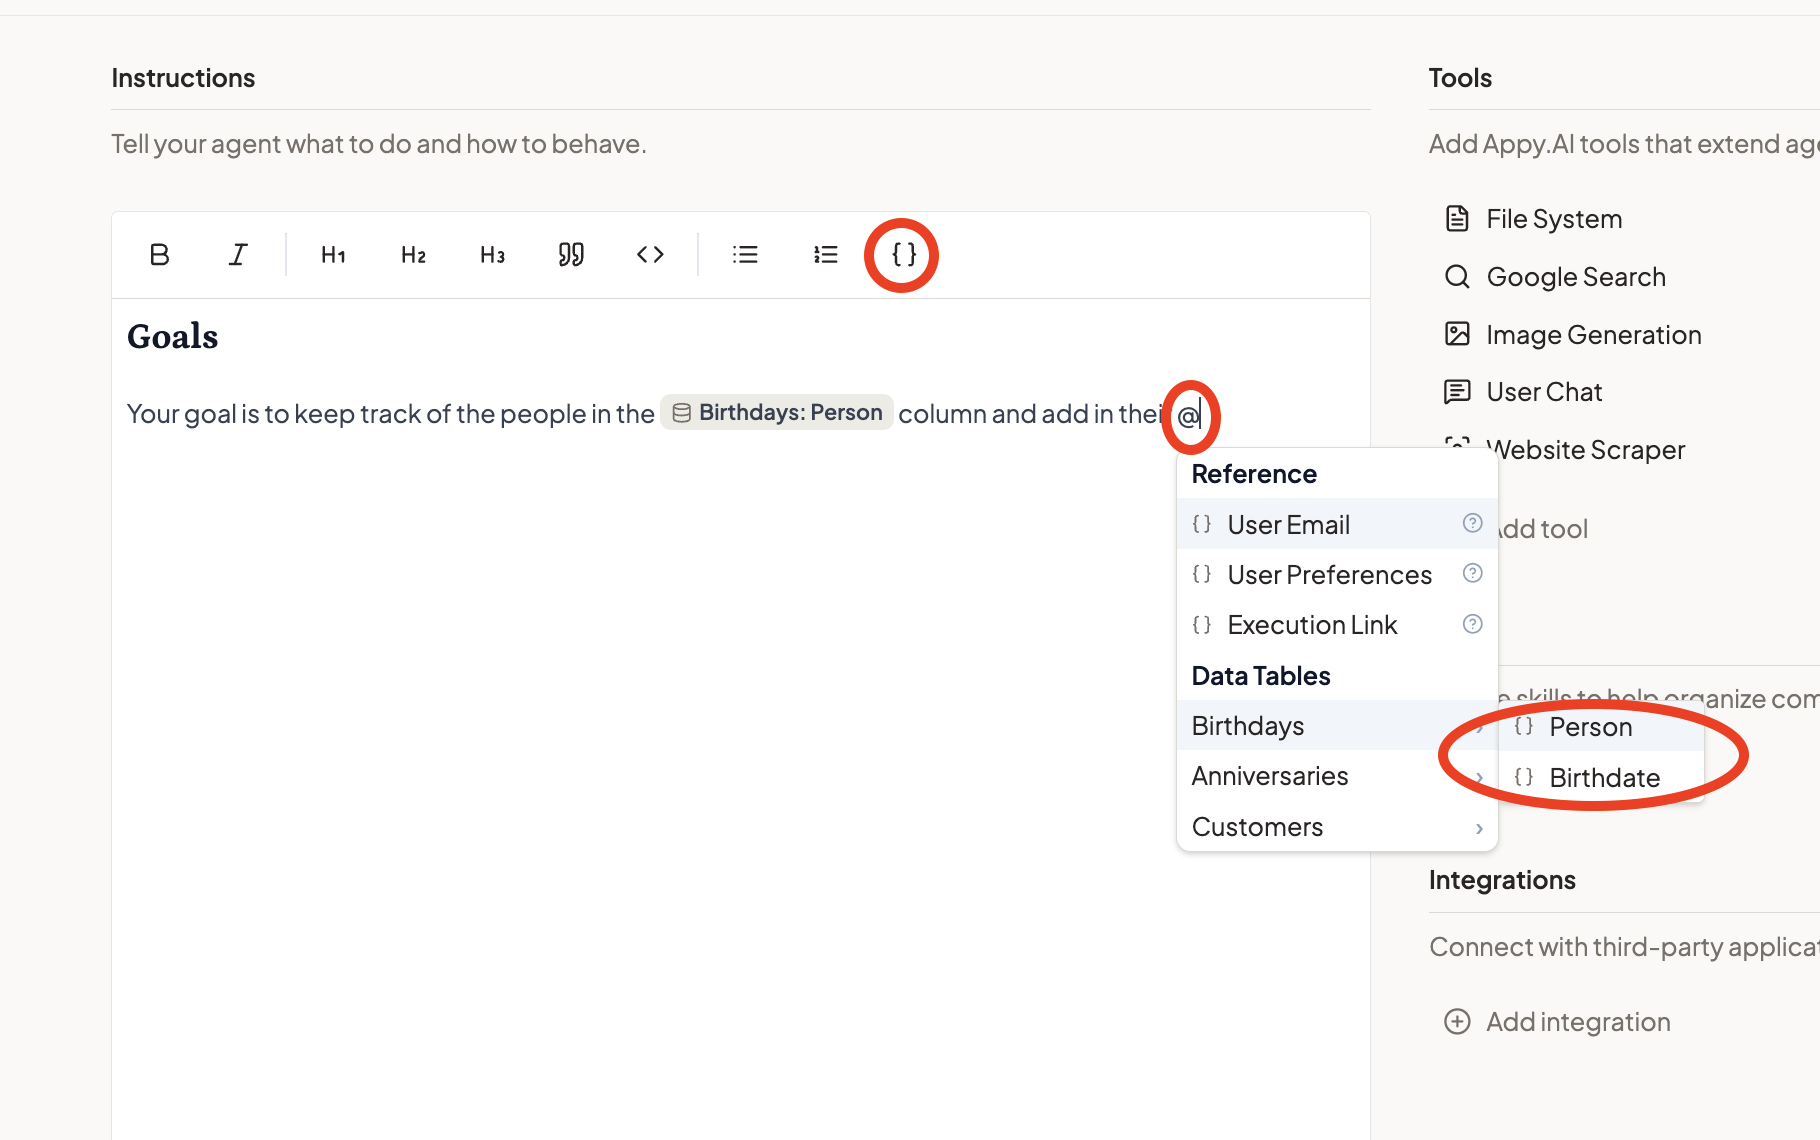 Instructions
Tell your agent what to do and how to behave.
B I H1 H2 H3 <> {}
Goals
Your goal is to keep track of the people in the Birthdays: Person column and add in their @
Reference
{} User Email ?
{} User Preferences ?
{} Execution Link ?
Data Tables
Birthdays ›
{} Person
{} Birthdate
Anniversaries ›
Customers ›
Tools
Add Appy.AI tools that extend age
File System
Google Search
Image Generation
User Chat
Website Scraper
Add tool
skills to help organize com
Integrations
Connect with third-party applicat
Add integration